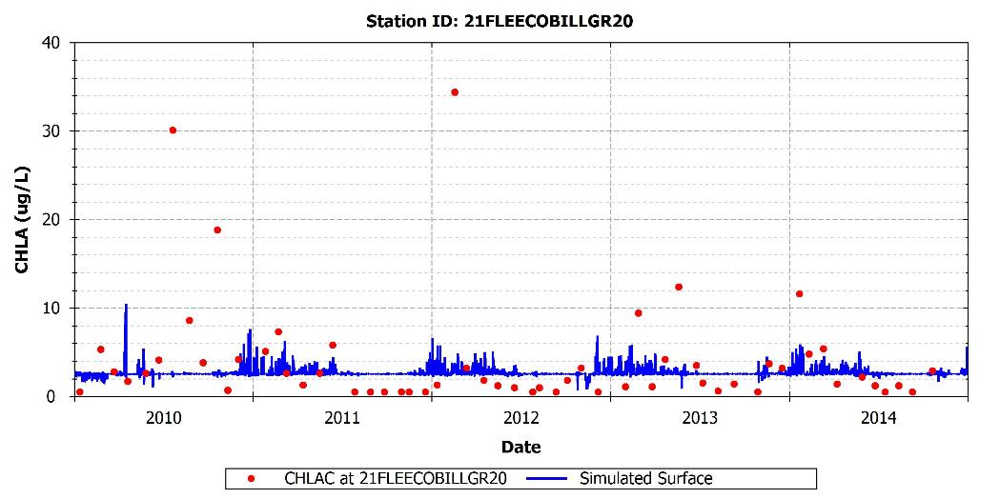 Station ID: 21FLEECOBILLGR20
40
30
20
10
0
CHLA (ug/L)
2010 2011 2012 2013 2014
Date
CHLAC at 21FLEECOBILLGR20 Simulated Surface